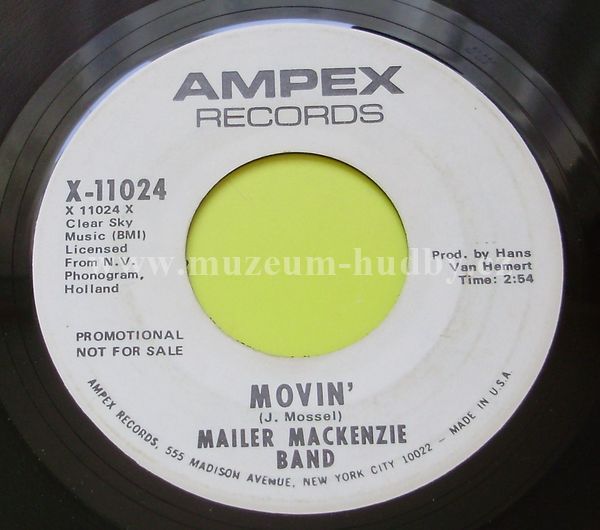 AMPEX
RECORDS
X-11024
X 11024 X
Clear Sky
Music (BMI)
Licensed
From N.V.
Phonogram,
Holland
Prod. by Hans
Van Hemert
Time: 2:54
www.muzeum-hudby
PROMOTIONAL
NOT FOR SALE
MOVIN'
(J. Mossel)
MAILER MACKENZIE
BAND
AMPEX RECORDS, 555 MADISON AVENUE, NEW YORK CITY 10022 – MADE IN U.S.A.